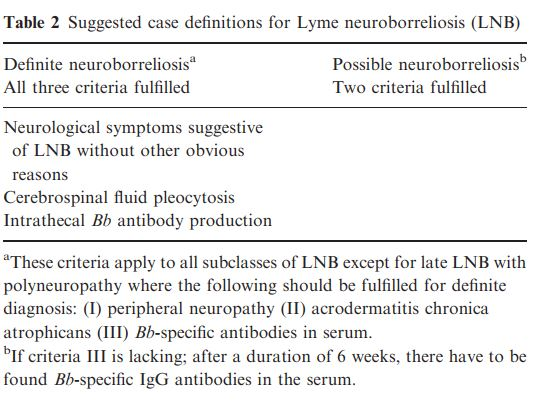 Table 2 Suggested case definitions for Lyme neuroborreliosis (LNB)
Definite neuroborreliosisᵃ Possible neuroborreliosisᵇ
All three criteria fulfilled Two criteria fulfilled
Neurological symptoms suggestive
of LNB without other obvious
reasons
Cerebrospinal fluid pleocytosis
Intrathecal Bb antibody production
ᵃThese criteria apply to all subclasses of LNB except for late LNB with
polyneuropathy where the following should be fulfilled for definite
diagnosis: (I) peripheral neuropathy (II) acrodermatitis chronica
atrophicans (III) Bb-specific antibodies in serum.
ᵇIf criteria III is lacking; after a duration of 6 weeks, there have to be
found Bb-specific IgG antibodies in the serum.